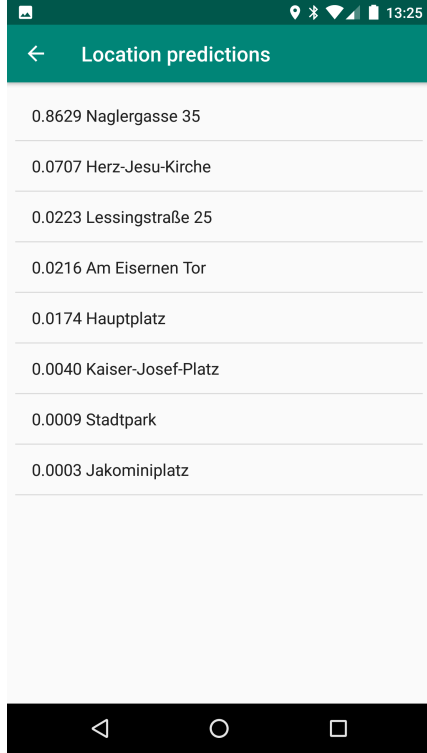 13:25
Location predictions
0.8629 Naglergasse 35
0.0707 Herz-Jesu-Kirche
0.0223 Lessingstraße 25
0.0216 Am Eisernen Tor
0.0174 Hauptplatz
0.0040 Kaiser-Josef-Platz
0.0009 Stadtpark
0.0003 Jakominiplatz